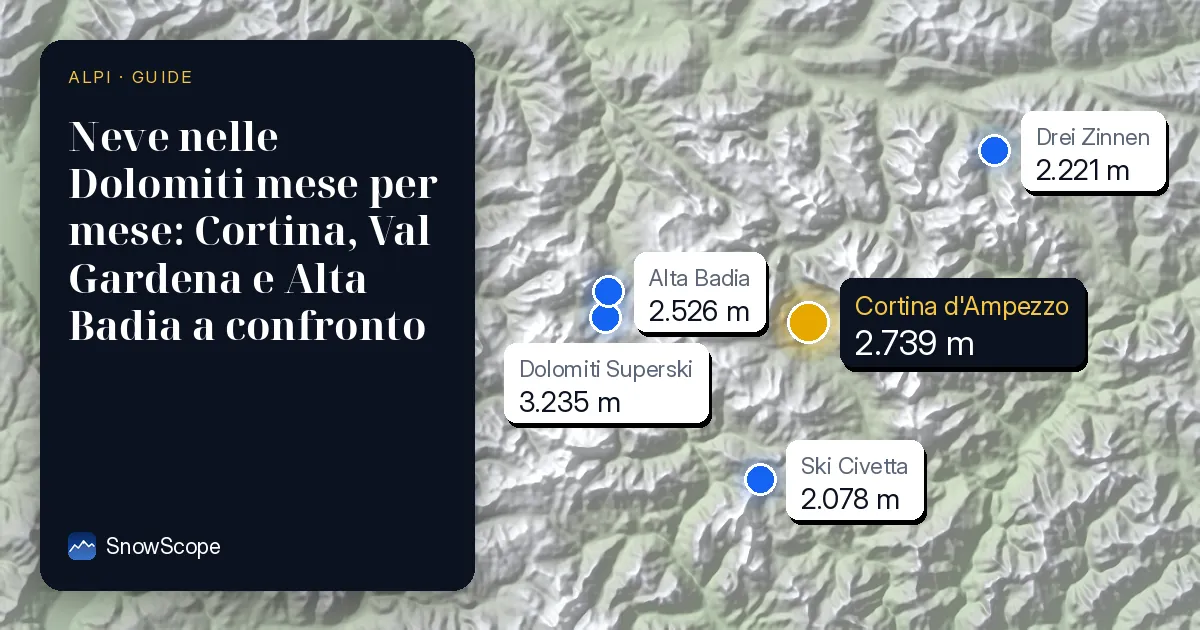 ALPI · GUIDE
Neve nelle
Dolomiti mese per
mese: Cortina, Val
Gardena e Alta
Badia a confronto
SnowScope
Drei Zinnen
2.221 m
Alta Badia
2.526 m
Cortina d'Ampezzo
2.739 m
Dolomiti Superski
3.235 m
Ski Civetta
2.078 m